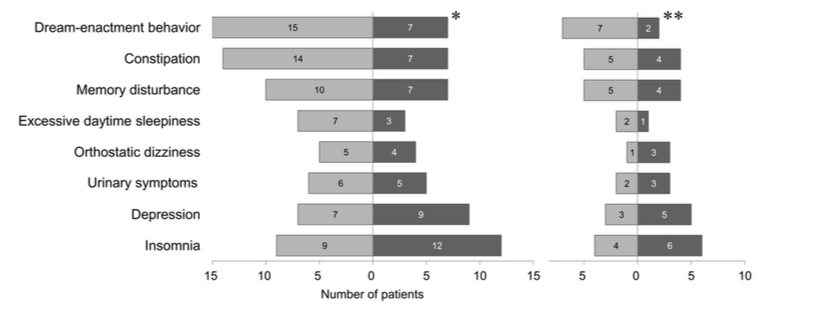 Dream-enactment behavior 15 7 * 7 2 **
Constipation 14 7 5 4
Memory disturbance 10 7 5 4
Excessive daytime sleepiness 7 3 2 1
Orthostatic dizziness 5 4 1 3
Urinary symptoms 6 5 2 3
Depression 7 9 3 5
Insomnia 9 12 4 6
15 10 5 0 5 10 15 5 0 5 10
Number of patients